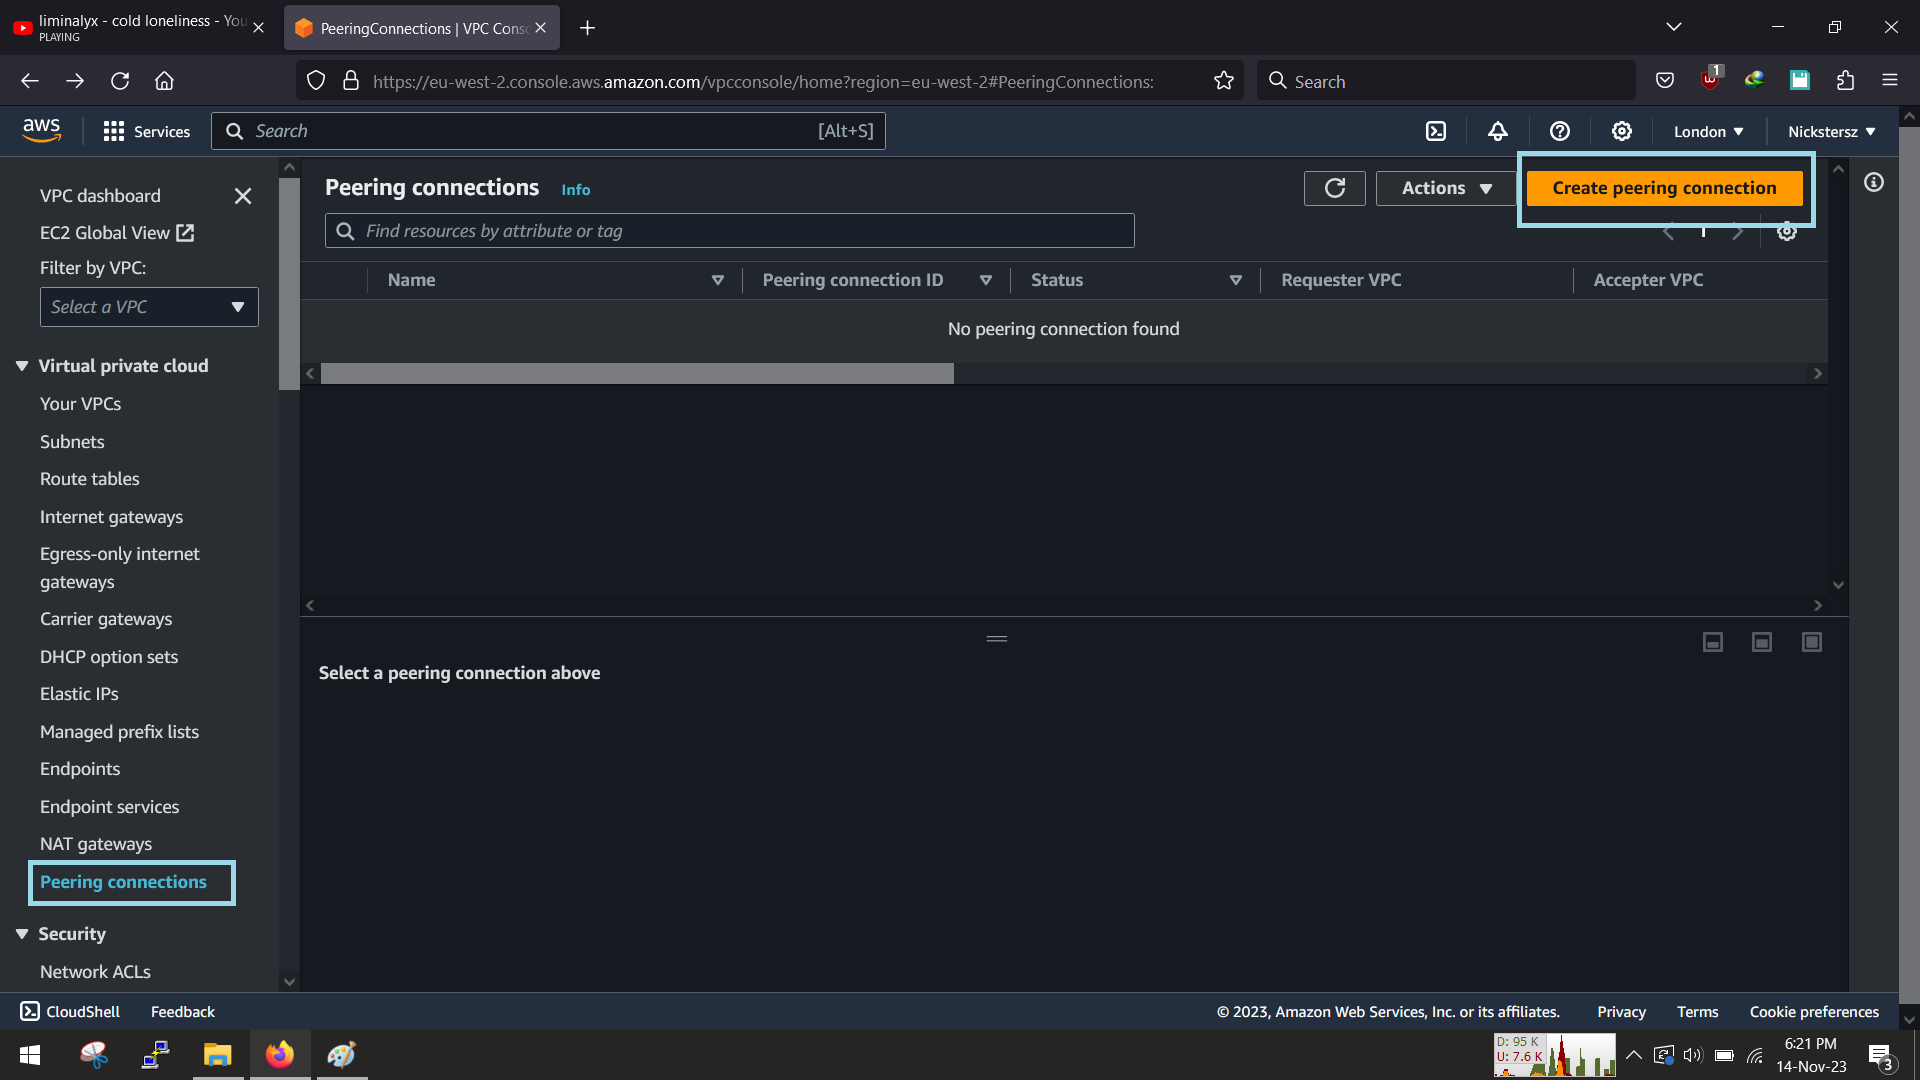 liminalyx - cold loneliness - You
PLAYING
PeeringConnections | VPC Conso
https://eu-west-2.console.aws.amazon.com/vpcconsole/home?region=eu-west-2#PeeringConnections:
Search
1
aws
Services
Search
[Alt+S]
London
Nickstersz
VPC dashboard
EC2 Global View
Filter by VPC:
Select a VPC
Virtual private cloud
Your VPCs
Subnets
Route tables
Internet gateways
Egress-only internet
gateways
Carrier gateways
DHCP option sets
Elastic IPs
Managed prefix lists
Endpoints
Endpoint services
NAT gateways
Peering connections
Security
Network ACLs
Peering connections
Info
Actions
Create peering connection
Find resources by attribute or tag
1
Name
Peering connection ID
Status
Requester VPC
Accepter VPC
No peering connection found
Select a peering connection above
CloudShell
Feedback
© 2023, Amazon Web Services, Inc. or its affiliates.
Privacy
Terms
Cookie preferences
D: 95 K
U: 7.6 K
6:21 PM
14-Nov-23
3